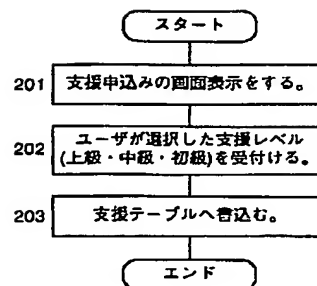 スタート
201 支援申込みの画面表示をする。
ユーザが選択した支援レベル
202 (上級・中級・初級)を受付ける。
203 支援テーブルへ書込む。
エンド